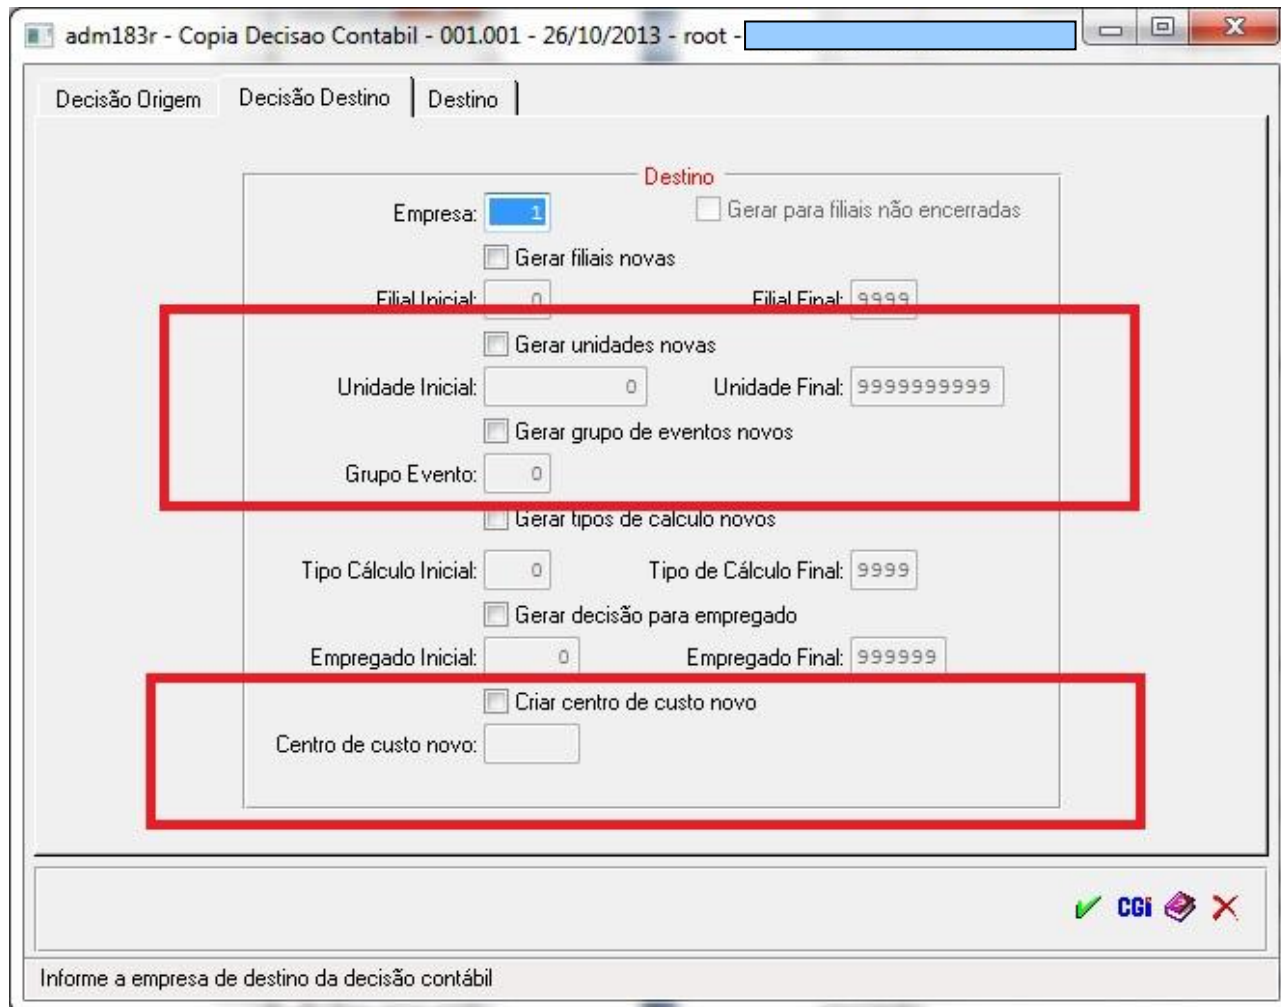 adm183r - Copia Decisao Contabil - 001.001 - 26/10/2013 - root -
Decisão Origem Decisão Destino Destino
Destino
Empresa: 1 Gerar para filiais não encerradas
Gerar filiais novas
Filial Inicial: 0 Filial Final: 9999
Gerar unidades novas
Unidade Inicial: 0 Unidade Final: 9999999999
Gerar grupo de eventos novos
Grupo Evento: 0
Gerar tipos de calculo novos
Tipo Cálculo Inicial: 0 Tipo de Cálculo Final: 9999
Gerar decisão para empregado
Empregado Inicial: 0 Empregado Final: 999999
Criar centro de custo novo
Centro de custo novo:
CGi
Informe a empresa de destino da decisão contábil